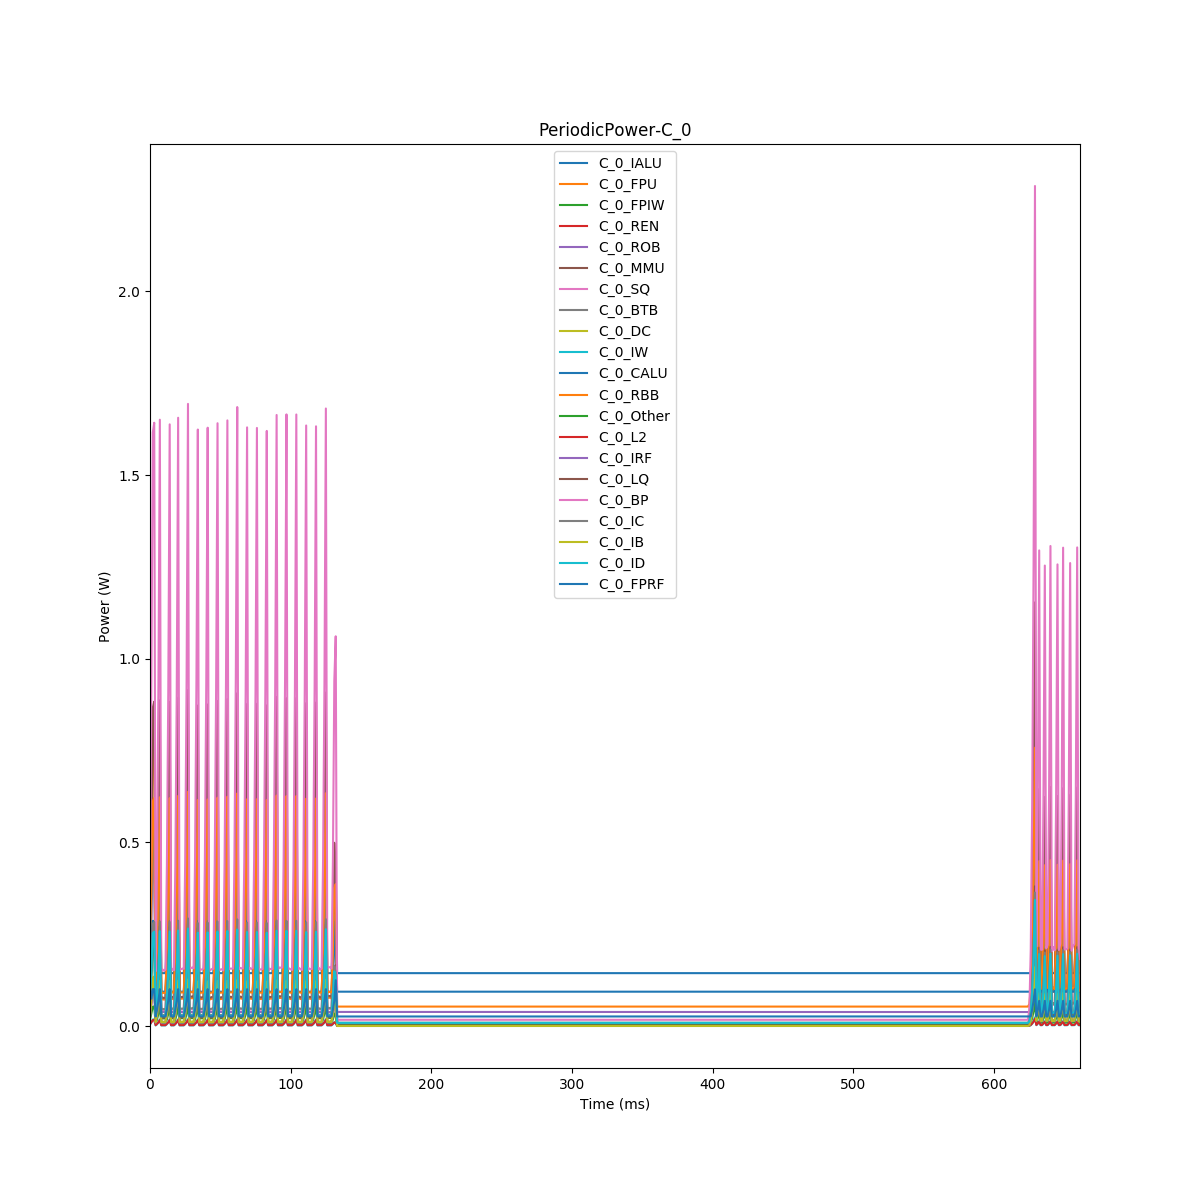 PeriodicPower-C_0
C_0_IALU
C_0_FPU
C_0_FPIW
C_0_REN
C_0_ROB
C_0_MMU
C_0_SQ
C_0_BTB
C_0_DC
C_0_IW
C_0_CALU
C_0_RBB
C_0_Other
C_0_L2
C_0_IRF
C_0_LQ
C_0_BP
C_0_IC
C_0_IB
C_0_ID
C_0_FPRF
2.0
1.5
1.0
0.5
0.0
Power (W)
0 100 200 300 400 500 600
Time (ms)